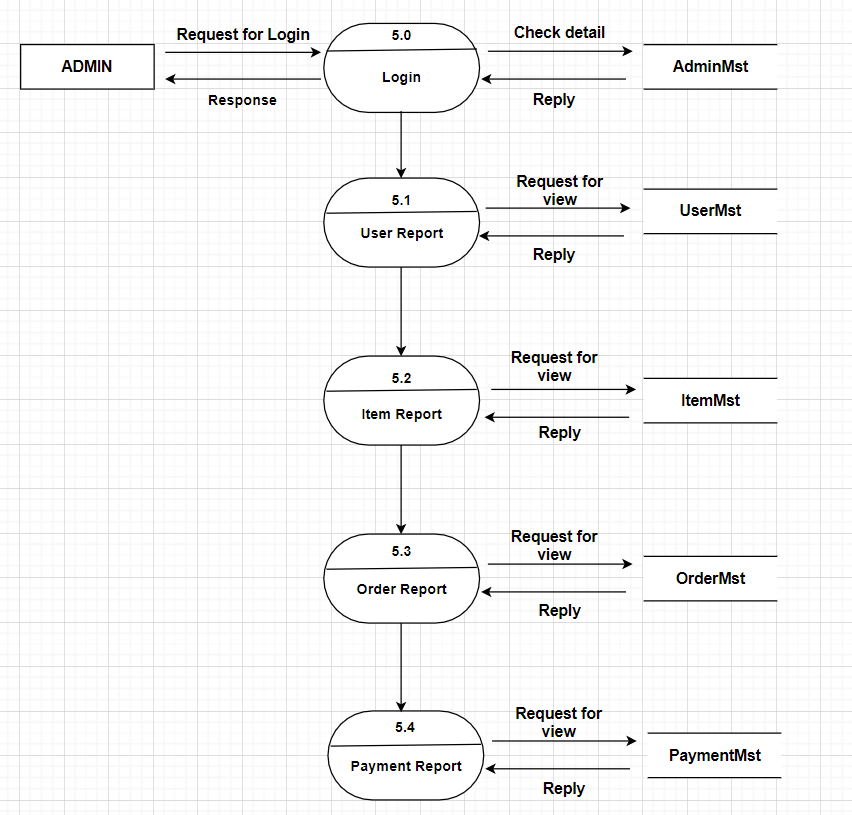 Request for Login
5.0
Check detail
ADMIN
Login
AdminMst
Response
Reply
5.1
Request for
view
User Report
UserMst
Reply
5.2
Request for
view
Item Report
ItemMst
Reply
5.3
Request for
view
Order Report
OrderMst
Reply
5.4
Request for
view
Payment Report
PaymentMst
Reply